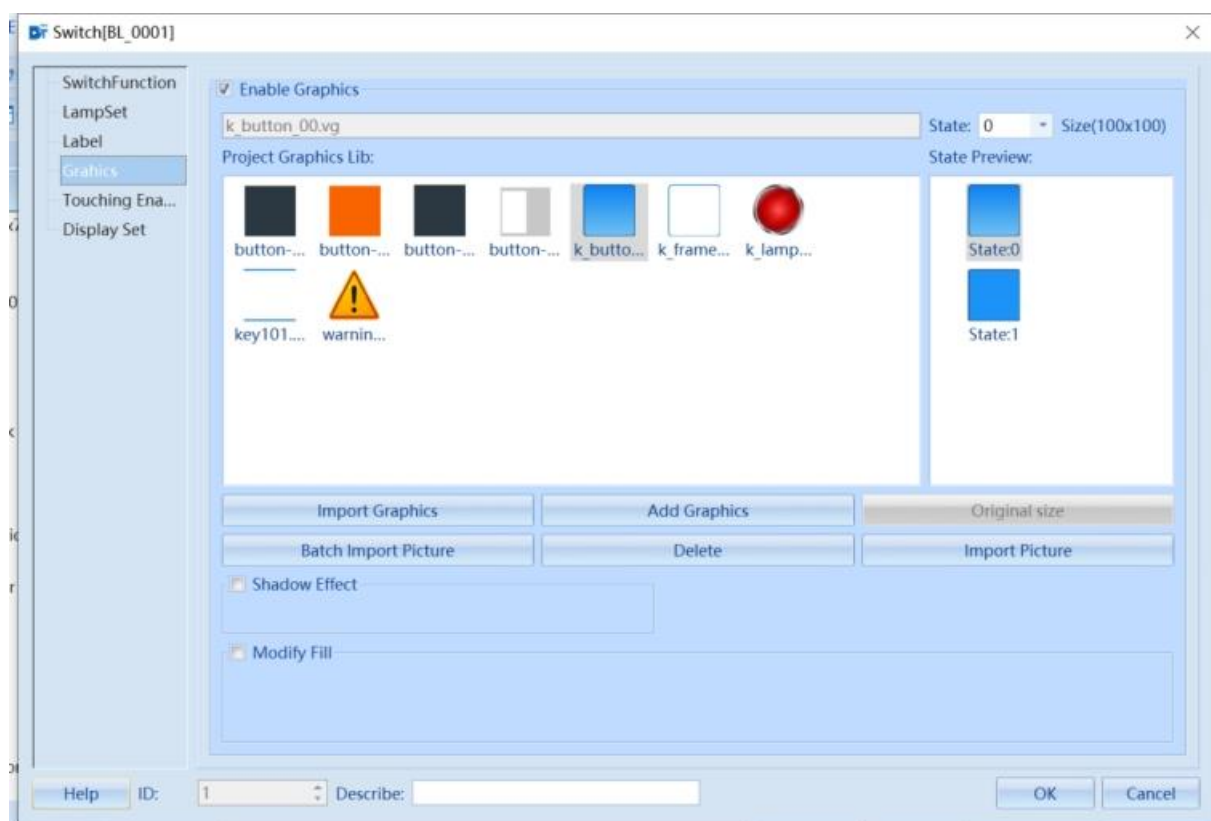 Switch[BL_0001]
SwitchFunction
LampSet
Label
Grahics
Touching Ena...
Display Set
Enable Graphics
k_button_00.vg
State: 0 Size(100x100)
Project Graphics Lib:
State Preview:
button-... button-... button-... button-... k_butto... k_frame... k_lamp...
key101.... warnin...
State:0
State:1
Import Graphics Add Graphics Original size
Batch Import Picture Delete Import Picture
Shadow Effect
Modify Fill
Help ID: 1 Describe: OK Cancel